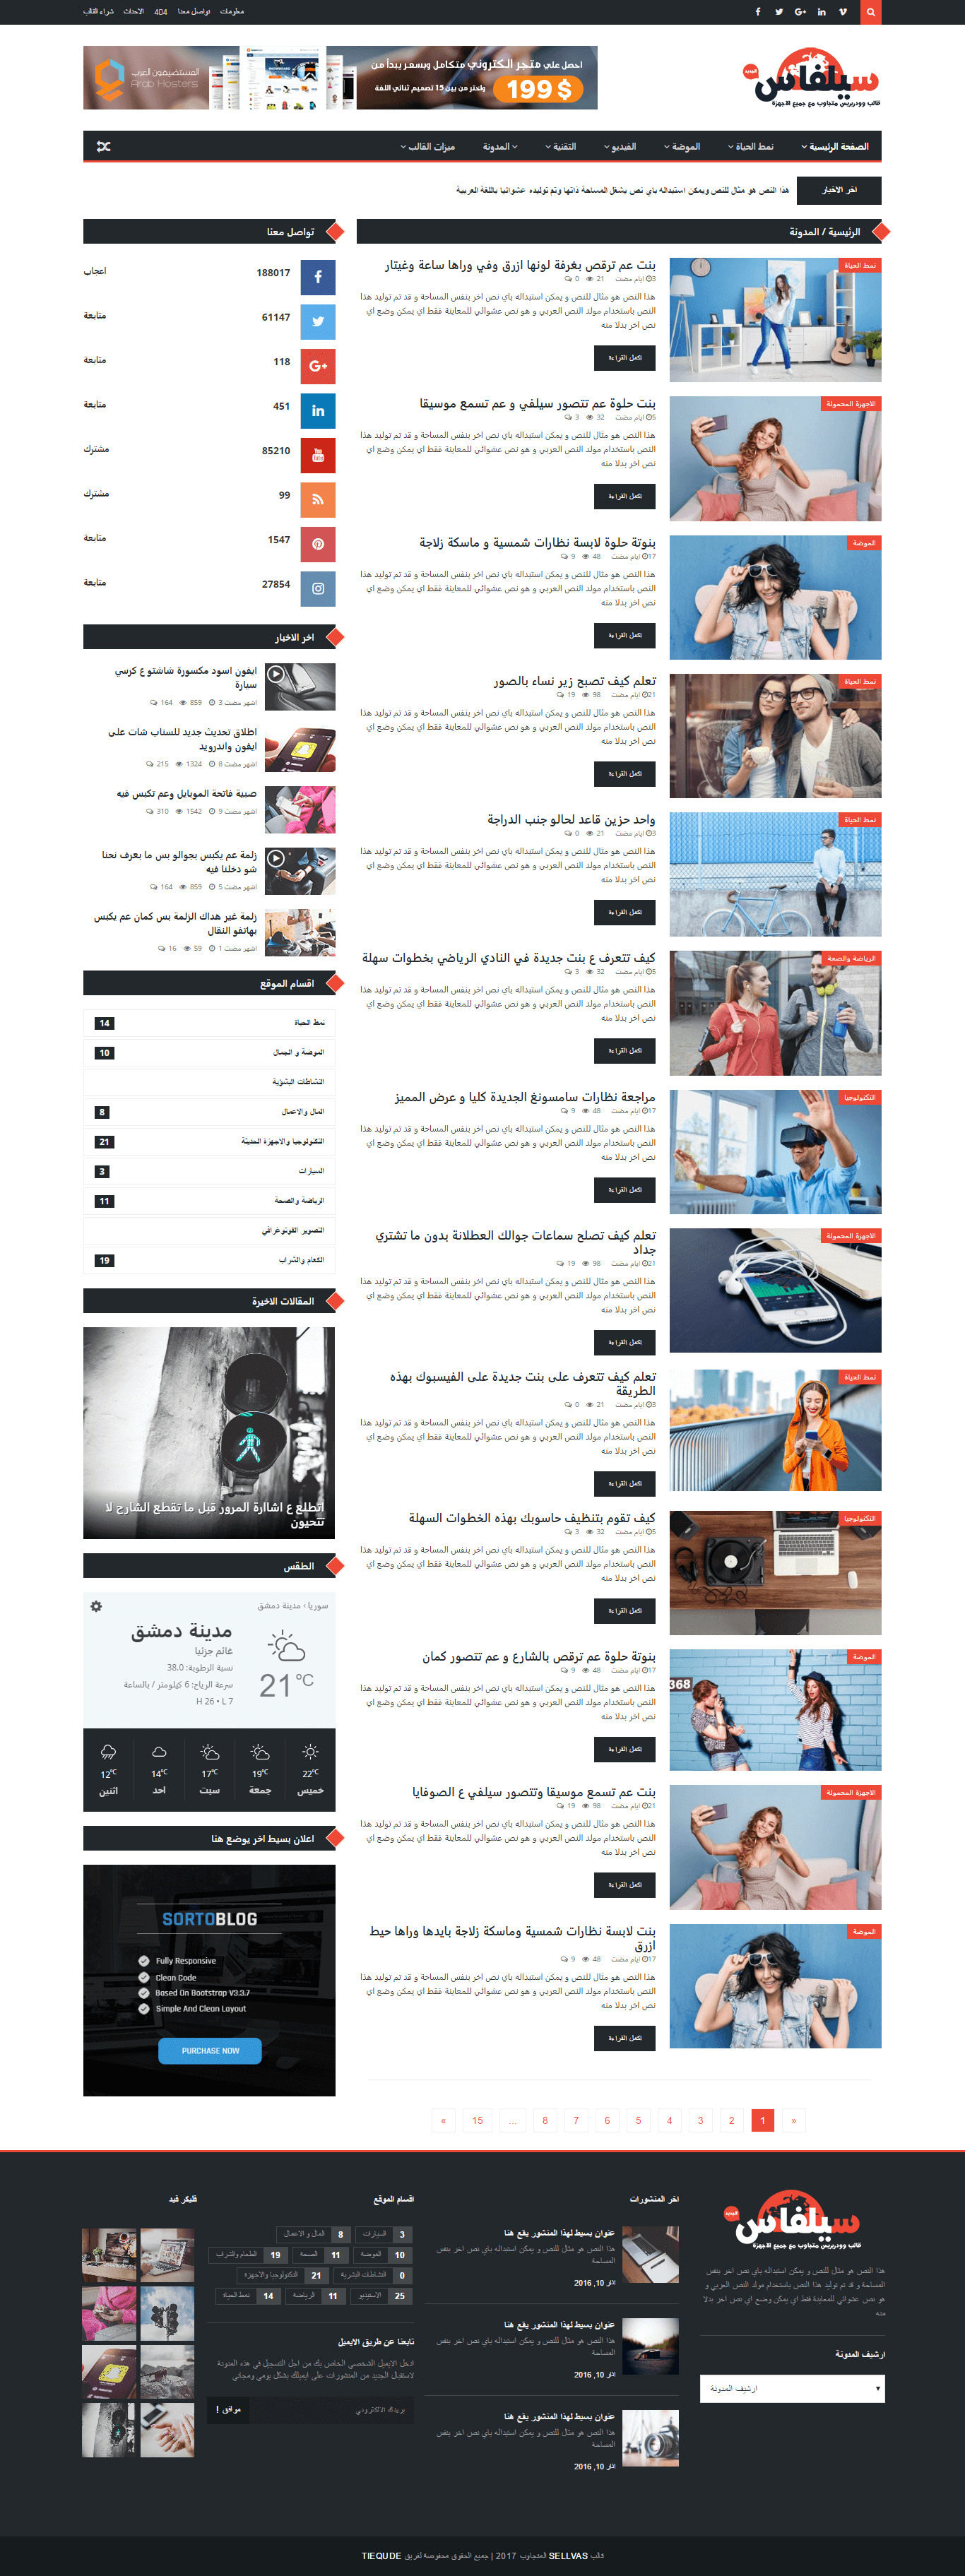 معلومات تواصل معنا 404 الاحداث شراء القالب
المستضيفون العرب
Arab Hosters
احصل على متجر الكتروني متكامل وبسعر يبدأ من
واختر من بين 15 تصميم ثنائي اللغة
199 $
سيلفاس
الجديد
قالب ووردبريس متجاوب مع جميع الاجهزة
الصفحة الرئيسية
نمط الحياة
الموضة
الفيديو
التقنية
المدونة
ميزات القالب
اخر الاخبار
هذا النص هو مثال للنص ويمكن استبداله باي نص يشغل المساحة ذاتها وتم توليده عشوائيا باللغة العربية
الرئيسية / المدونة
نمط الحياة
بنت عم ترقص بغرفة لونها ازرق وفي وراها ساعة وغيتار
3 ايام مضت 21 0
هذا النص هو مثال للنص و يمكن استبداله باي نص اخر بنفس المساحة و قد تم توليد هذا
النص باستخدام مولد النص العربي و هو نص عشوائي للمعاينة فقط اي يمكن وضع اي
نص اخر بدلا منه
اكمل القراءة
الاجهزة المحمولة
بنت حلوة عم تتصور سيلفي و عم تسمع موسيقا
5 ايام مضت 32 3
هذا النص هو مثال للنص و يمكن استبداله باي نص اخر بنفس المساحة و قد تم توليد هذا
النص باستخدام مولد النص العربي و هو نص عشوائي للمعاينة فقط اي يمكن وضع اي
نص اخر بدلا منه
اكمل القراءة
الموضة
بنوتة حلوة لابسة نظارات شمسية و ماسكة زلاجة
17 ايام مضت 48 9
هذا النص هو مثال للنص و يمكن استبداله باي نص اخر بنفس المساحة و قد تم توليد هذا
النص باستخدام مولد النص العربي و هو نص عشوائي للمعاينة فقط اي يمكن وضع اي
نص اخر بدلا منه
اكمل القراءة
نمط الحياة
تعلم كيف تصبح زير نساء بالصور
21 ايام مضت 98 19
هذا النص هو مثال للنص و يمكن استبداله باي نص اخر بنفس المساحة و قد تم توليد هذا
النص باستخدام مولد النص العربي و هو نص عشوائي للمعاينة فقط اي يمكن وضع اي
نص اخر بدلا منه
اكمل القراءة
نمط الحياة
واحد حزين قاعد لحالو جنب الدراجة
3 ايام مضت 21 0
هذا النص هو مثال للنص و يمكن استبداله باي نص اخر بنفس المساحة و قد تم توليد هذا
النص باستخدام مولد النص العربي و هو نص عشوائي للمعاينة فقط اي يمكن وضع اي
نص اخر بدلا منه
اكمل القراءة
الرياضة والصحة
كيف تتعرف ع بنت جديدة في النادي الرياضي بخطوات سهلة
5 ايام مضت 32 3
هذا النص هو مثال للنص و يمكن استبداله باي نص اخر بنفس المساحة و قد تم توليد هذا
النص باستخدام مولد النص العربي و هو نص عشوائي للمعاينة فقط اي يمكن وضع اي
نص اخر بدلا منه
اكمل القراءة
التكنولوجيا
مراجعة نظارات سامسونغ الجديدة كليا و عرض المميز
17 ايام مضت 48 9
هذا النص هو مثال للنص و يمكن استبداله باي نص اخر بنفس المساحة و قد تم توليد هذا
النص باستخدام مولد النص العربي و هو نص عشوائي للمعاينة فقط اي يمكن وضع اي
نص اخر بدلا منه
اكمل القراءة
الاجهزة المحمولة
تعلم كيف تصلح سماعات جوالك العطلانة بدون ما تشتري
جداد
21 ايام مضت 98 19
هذا النص هو مثال للنص و يمكن استبداله باي نص اخر بنفس المساحة و قد تم توليد هذا
النص باستخدام مولد النص العربي و هو نص عشوائي للمعاينة فقط اي يمكن وضع اي
نص اخر بدلا منه
اكمل القراءة
نمط الحياة
تعلم كيف تتعرف على بنت جديدة على الفيسبوك بهذه
الطريقة
3 ايام مضت 21 0
هذا النص هو مثال للنص و يمكن استبداله باي نص اخر بنفس المساحة و قد تم توليد هذا
النص باستخدام مولد النص العربي و هو نص عشوائي للمعاينة فقط اي يمكن وضع اي
نص اخر بدلا منه
اكمل القراءة
التكنولوجيا
كيف تقوم بتنظيف حاسوبك بهذه الخطوات السهلة
5 ايام مضت 32 3
هذا النص هو مثال للنص و يمكن استبداله باي نص اخر بنفس المساحة و قد تم توليد هذا
النص باستخدام مولد النص العربي و هو نص عشوائي للمعاينة فقط اي يمكن وضع اي
نص اخر بدلا منه
اكمل القراءة
الموضة
368
بنوتة حلوة عم ترقص بالشارع و عم تتصور كمان
17 ايام مضت 48 9
هذا النص هو مثال للنص و يمكن استبداله باي نص اخر بنفس المساحة و قد تم توليد هذا
النص باستخدام مولد النص العربي و هو نص عشوائي للمعاينة فقط اي يمكن وضع اي
نص اخر بدلا منه
اكمل القراءة
الاجهزة المحمولة
بنت عم تسمع موسيقا وتتصور سيلفي ع الصوفايا
21 ايام مضت 98 19
هذا النص هو مثال للنص و يمكن استبداله باي نص اخر بنفس المساحة و قد تم توليد هذا
النص باستخدام مولد النص العربي و هو نص عشوائي للمعاينة فقط اي يمكن وضع اي
نص اخر بدلا منه
اكمل القراءة
الموضة
بنت لابسة نظارات شمسية وماسكة زلاجة بايدها وراها حيط
ازرق
17 ايام مضت 48 9
هذا النص هو مثال للنص و يمكن استبداله باي نص اخر بنفس المساحة و قد تم توليد هذا
النص باستخدام مولد النص العربي و هو نص عشوائي للمعاينة فقط اي يمكن وضع اي
نص اخر بدلا منه
اكمل القراءة
« 1 2 3 4 5 6 7 8 ... 15 »
تواصل معنا
188017 اعجاب
61147 متابعة
118 متابعة
451 متابعة
85210 مشترك
99 مشترك
1547 متابعة
27854 متابعة
اخر الاخبار
ايفون اسود مكسورة شاشتو ع كرسي
سيارة
3 اشهر مضت 859 164
اطلاق تحديث جديد للسناب شات على
ايفون واندرويد
8 اشهر مضت 1324 215
صبية فاتحة الموبايل وعم تكبس فيه
9 اشهر مضت 1542 310
زلمة عم يكبس بجوالو بس ما بعرف نحنا
شو دخلنا فيه
5 اشهر مضت 859 164
زلمة غير هداك الزلمة بس كمان عم يكبس
بهاتفو النقال
1 اشهر مضت 59 16
اقسام الموقع
نمط الحياة 14
الموضة و الجمال 10
النشاطات البشرية
المال والاعمال 8
التكنولوجيا والاجهزة الحديثة 21
السيارات 3
الرياضة والصحة 11
التصوير الفوتوغرافي
الكعام والشراب 19
المقالات الاخيرة
اتطلع ع اشارة المرور قبل ما تقطع الشارح لا
تتحيون
الطقس
سوريا › مدينة دمشق
مدينة دمشق
غائم جزئيا
نسبة الرطوبة: 38.0
سرعة الرياح: 6 كيلومتر / بالساعة
H 26 • L 7
21 °C
22°C 19°C 17°C 14°C 12°C
خميس جمعة سبت احد اثنين
اعلان بسيط اخر يوضع هنا
SORTOBLOG
Fully Responsive
Clean Code
Based On Bootstrap V3.3.7
Simple And Clean Layout
PURCHASE NOW
سيلفاس
الجديد
قالب ووردبريس متجاوب مع جميع الاجهزة
هذا النص هو مثال للنص و يمكن استبداله باي نص اخر بنفس
المساحة و قد تم توليد هذا النص باستخدام مولد النص العربي و
هو نص عشوائي للمعاينة فقط اي يمكن وضع اي نص اخر بدلا
منه
ارشيف المدونة
ارشيف المدونة
اخر المنشورات
عنوان بسيط لهذا المنشور يقع هنا
هذا النص هو مثال للنص و يمكن استبداله باي نص اخر بنفس
المساحة
اذار 10, 2016
عنوان بسيط لهذا المنشور يقع هنا
هذا النص هو مثال للنص و يمكن استبداله باي نص اخر بنفس
المساحة
اذار 10, 2016
عنوان بسيط لهذا المنشور يقع هنا
هذا النص هو مثال للنص و يمكن استبداله باي نص اخر بنفس
المساحة
اذار 10, 2016
اقسام الموقع
3 السيارات 8 المال و الاعمال
10 الموضة 11 الصحة 19 الطعام والشراب
0 النشاطات البشرية 21 التكنولوجيا والاجهزة
25 الاستيديو 11 الرياضة 14 نمط الحياة
تابعنا عن طريق الايميل
ادخل الايميل الشخصي الخاص بك من اجل التسجيل في هذه المدونة
لاستقبال الجديد من المنشورات على ايميلك بشكل يومي ومجاني
بريدك الالكتروني
موافق !
فليكر فيد
قالب SELLVAS المتجاوب 2017 | جميع الحقوق محفوظة لفريق TIEQUDE